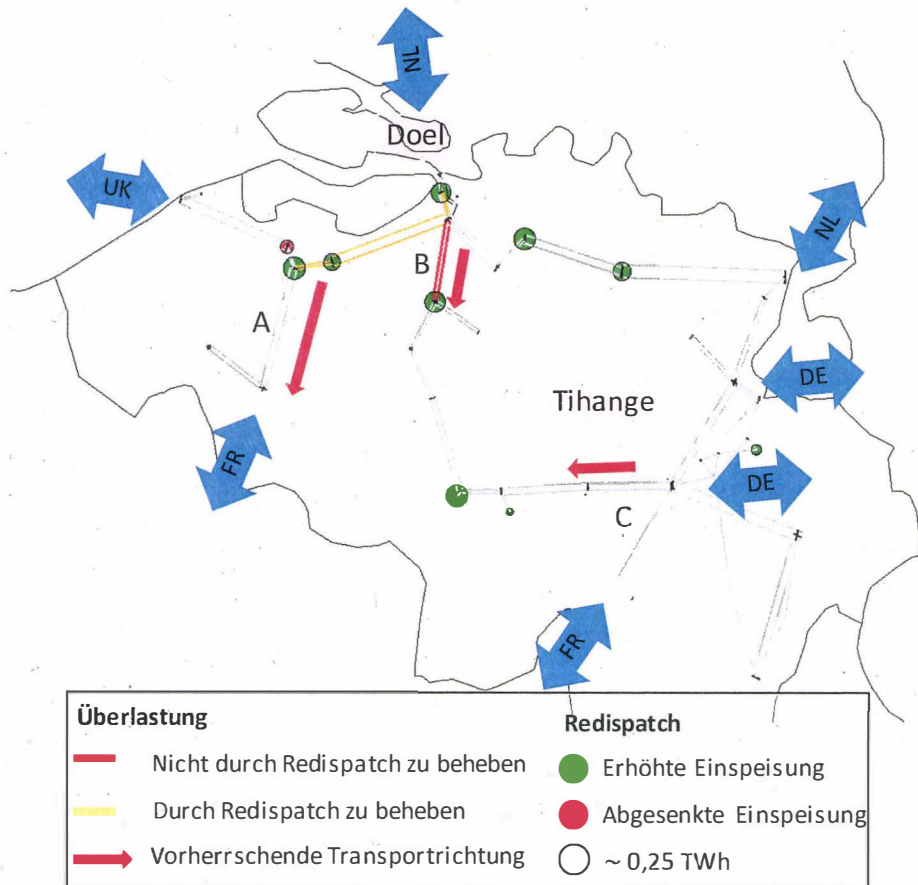 NL
Doel
UK
NL
B
A
DE
Tihange
FR
DE
C
FR
Überlastung
Nicht durch Redispatch zu beheben
Durch Redispatch zu beheben
Vorherrschende Transportrichtung
Redispatch
Erhöhte Einspeisung
Abgesenkte Einspeisung
~ 0,25 TWh